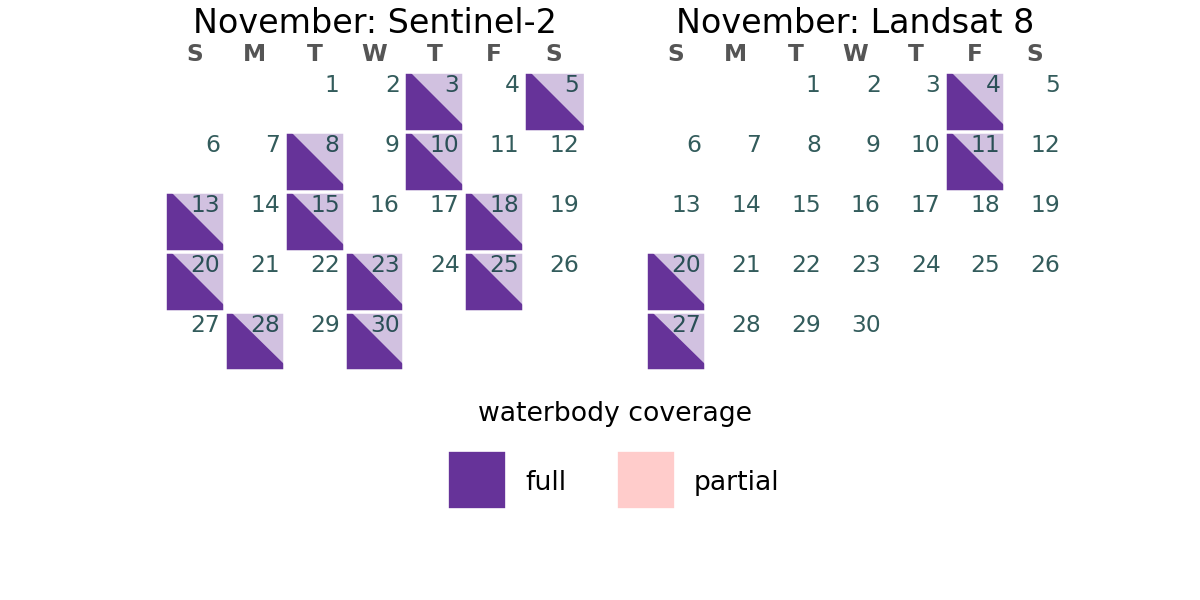 November: Sentinel-2
S M T W T F S
1 2 3 4 5
6 7 8 9 10 11 12
13 14 15 16 17 18 19
20 21 22 23 24 25 26
27 28 29 30
November: Landsat 8
S M T W T F S
1 2 3 4 5
6 7 8 9 10 11 12
13 14 15 16 17 18 19
20 21 22 23 24 25 26
27 28 29 30
waterbody coverage
full partial